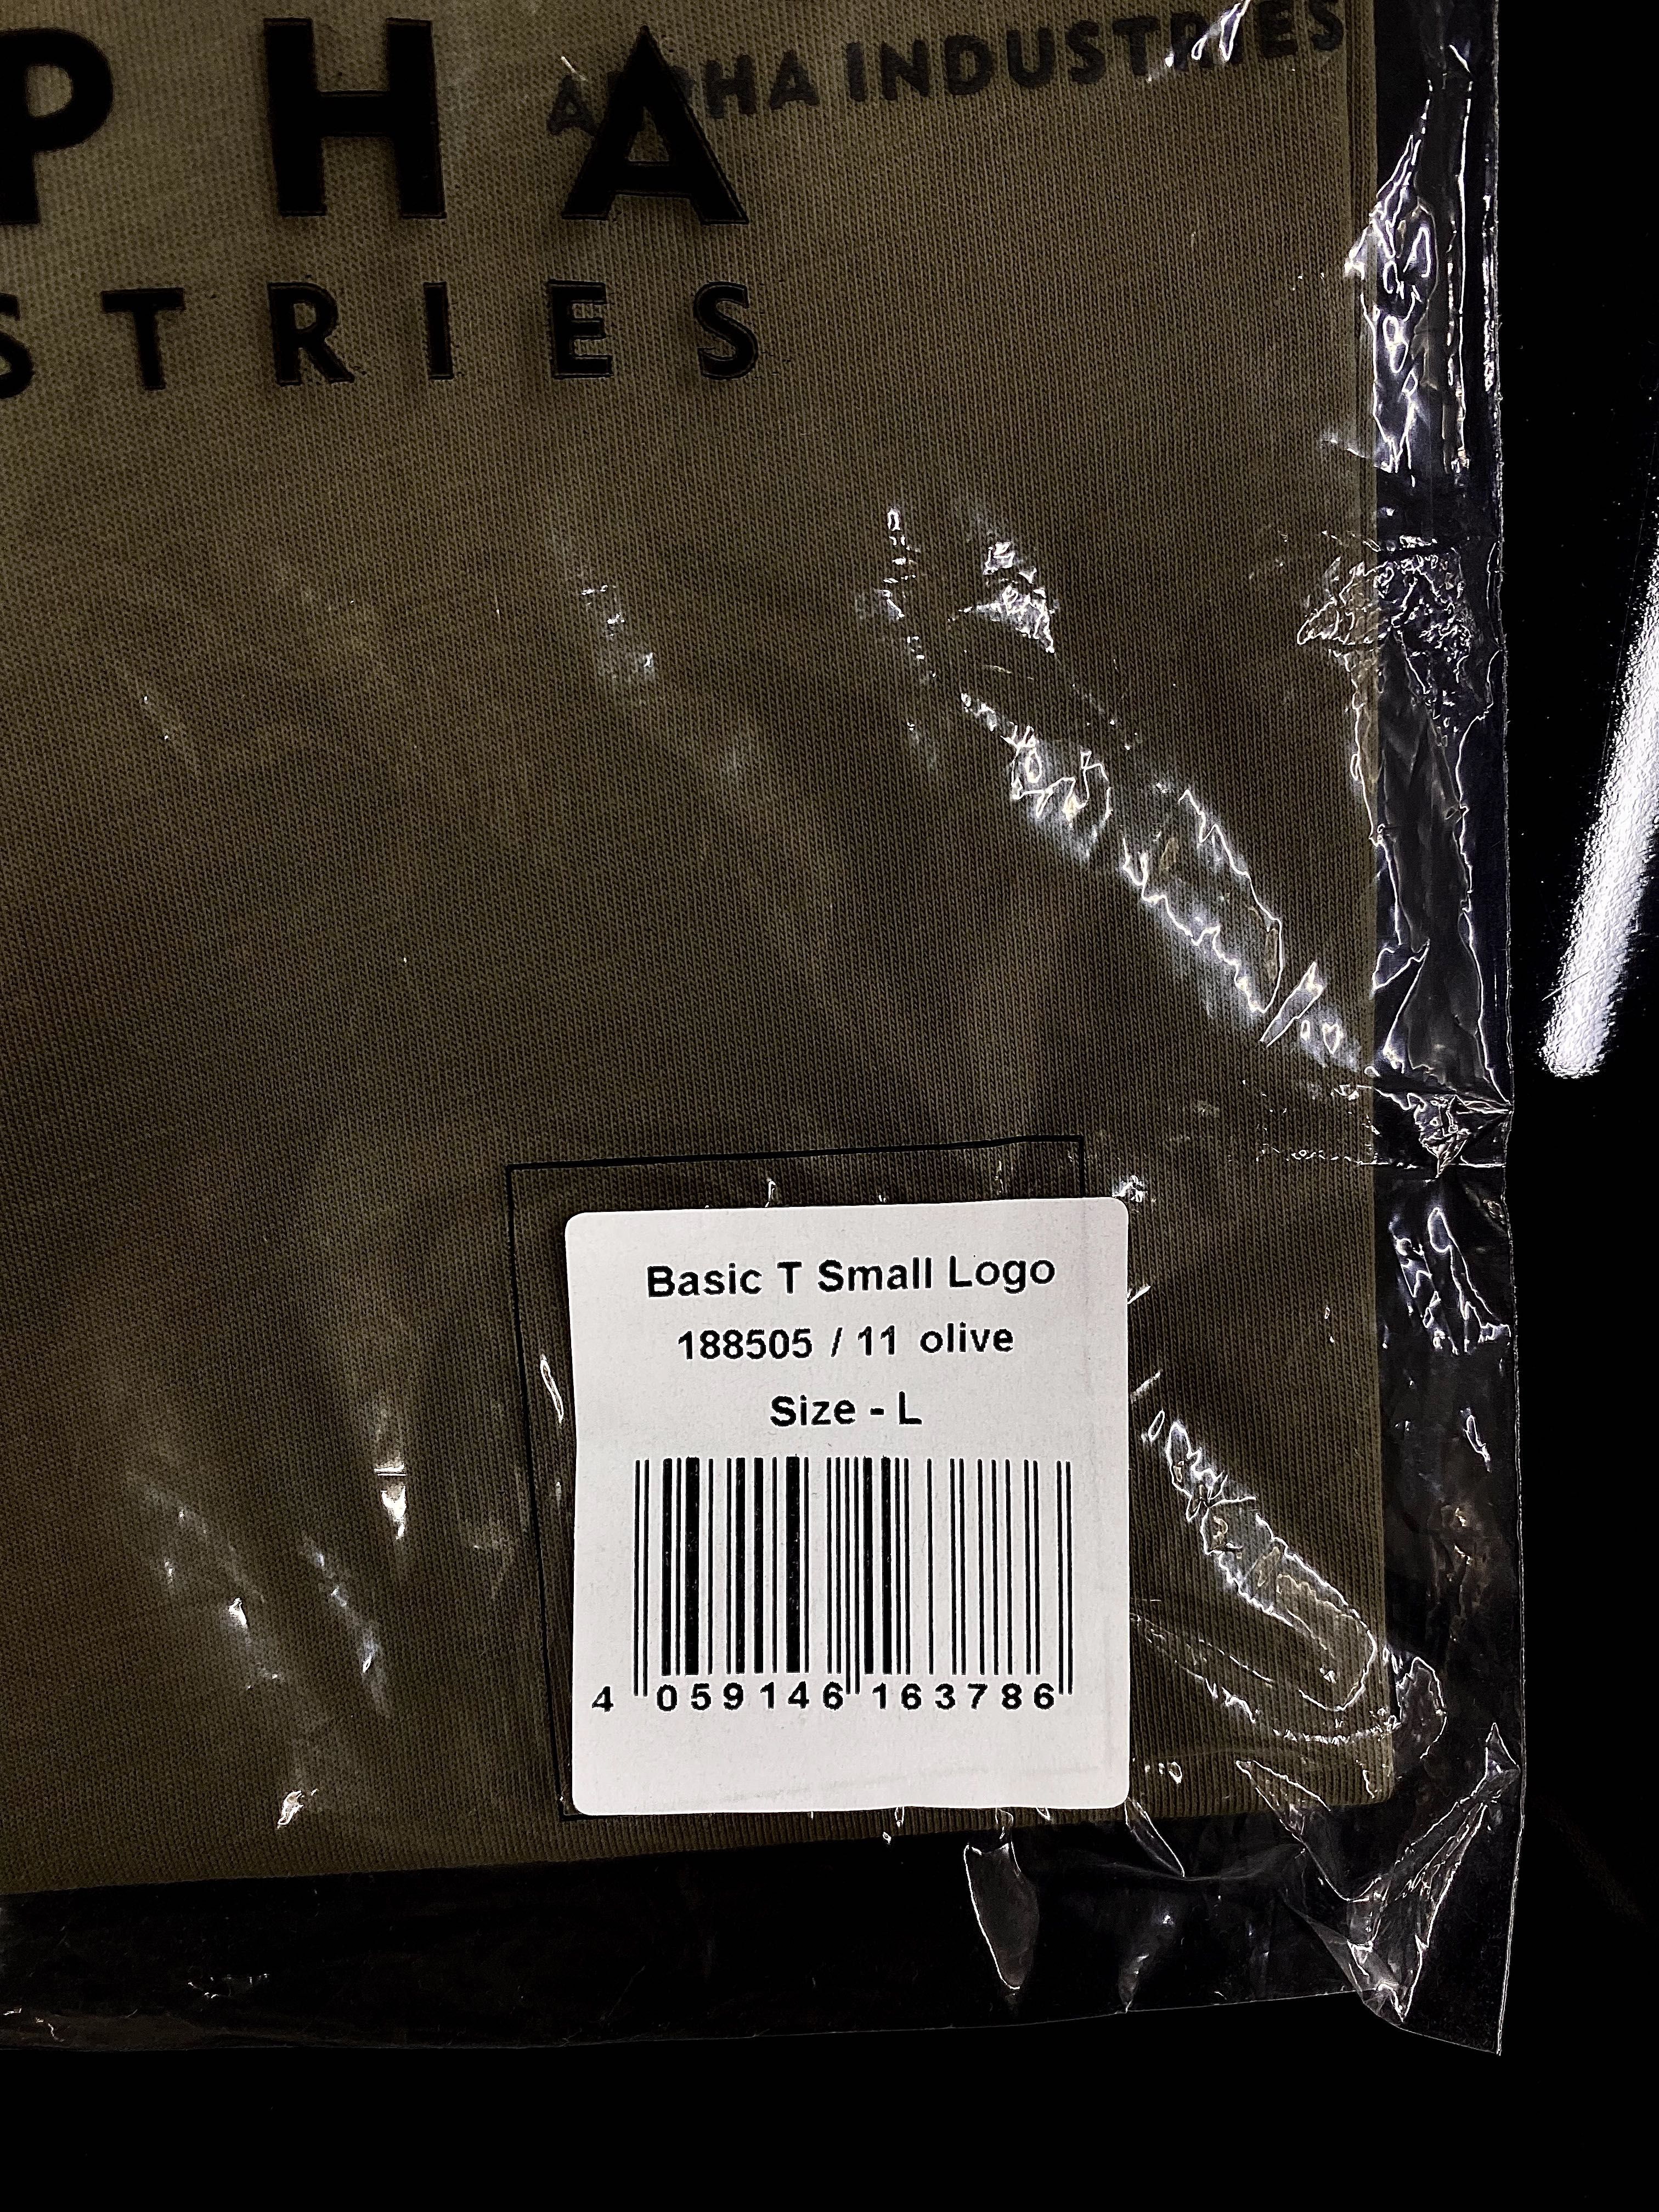 PHA
ALPHA INDUSTRIES
STRIES
Basic T Small Logo
188505 / 11 olive
Size - L
4 059146 163786